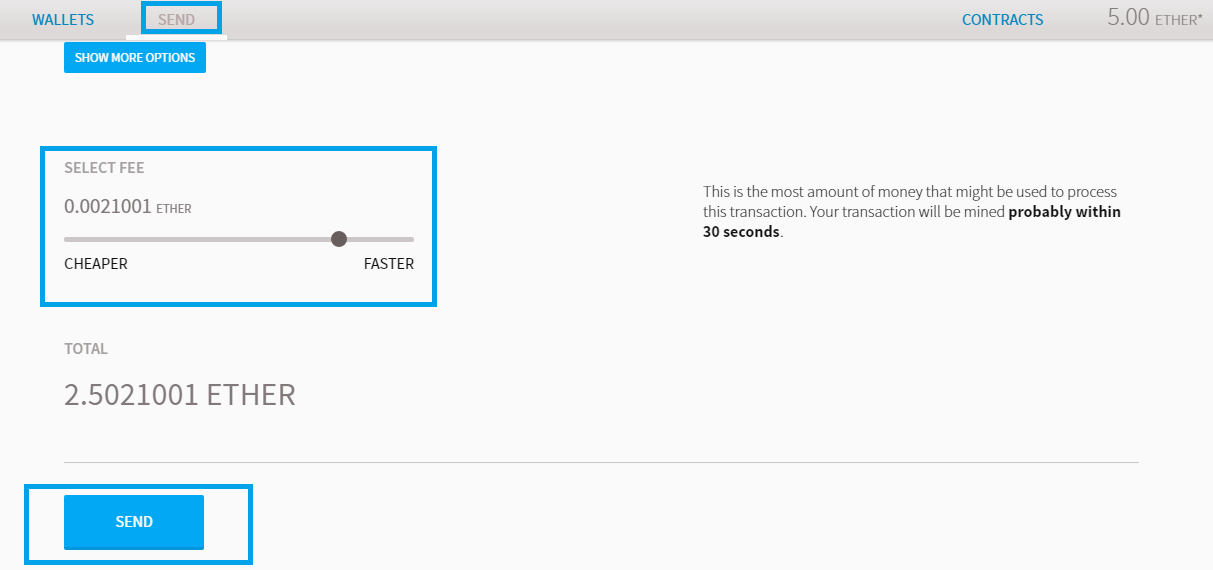 WALLETS SEND CONTRACTS 5.00 ETHER*
SHOW MORE OPTIONS
SELECT FEE
0.0021001 ETHER
CHEAPER FASTER
This is the most amount of money that might be used to process
this transaction. Your transaction will be mined probably within
30 seconds.
TOTAL
2.5021001 ETHER
SEND